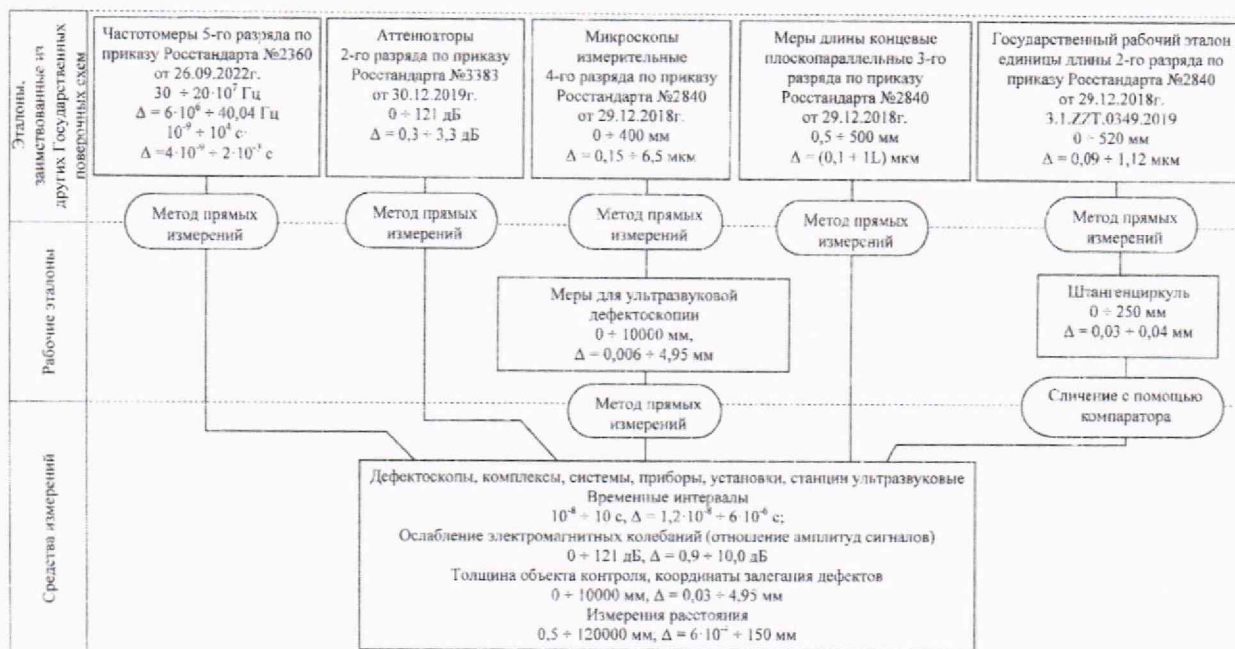 Эталоны,
заимствованные из
других Государственных
поверочных схем
Частотомеры 5-го разряда по
приказу Росстандарта №2360
от 26.09.2022г.
30 ÷ 20·10⁷ Гц
Δ = 6·10⁶ ÷ 40,04 Гц
10⁻⁹ ÷ 10⁴ с
Δ =4·10⁻⁹ ÷ 2·10⁻³ с
Аттенюаторы
2-го разряда по приказу
Росстандарта №3383
от 30.12.2019г.
0 ÷ 121 дБ
Δ = 0,3 ÷ 3,3 дБ
Микроскопы
измерительные
4-го разряда по приказу
Росстандарта №2840
от 29.12.2018г.
0 ÷ 400 мм
Δ = 0,15 ÷ 6,5 мкм
Меры длины концевые
плоскопараллельные 3-го
разряда по приказу
Росстандарта №2840
от 29.12.2018г.
0,5 ÷ 500 мм
Δ = (0,1 + 1L) мкм
Государственный рабочий эталон
единицы длины 2-го разряда по
приказу Росстандарта №2840
от 29.12.2018г.
3.1.ZZT.0349.2019
0 ÷ 520 мм
Δ = 0,09 ÷ 1,12 мкм
Метод прямых
измерений
Метод прямых
измерений
Метод прямых
измерений
Метод прямых
измерений
Метод прямых
измерений
Рабочие эталоны
Меры для ультразвуковой
дефектоскопии
0 ÷ 10000 мм,
Δ = 0,006 ÷ 4,95 мм
Штангенциркуль
0 ÷ 250 мм
Δ = 0,03 ÷ 0,04 мм
Метод прямых
измерений
Сличение с помощью
компаратора
Средства измерений
Дефектоскопы, комплексы, системы, приборы, установки, станции ультразвуковые
Временные интервалы
10⁻⁸ ÷ 10 с, Δ = 1,2·10⁻⁸ ÷ 6·10⁻⁶ с;
Ослабление электромагнитных колебаний (отношение амплитуд сигналов)
0 ÷ 121 дБ, Δ = 0,9 ÷ 10,0 дБ
Толщина объекта контроля, координаты залегания дефектов
0 ÷ 10000 мм, Δ = 0,03 ÷ 4,95 мм
Измерения расстояния
0,5 ÷ 120000 мм, ÷ 150 мм